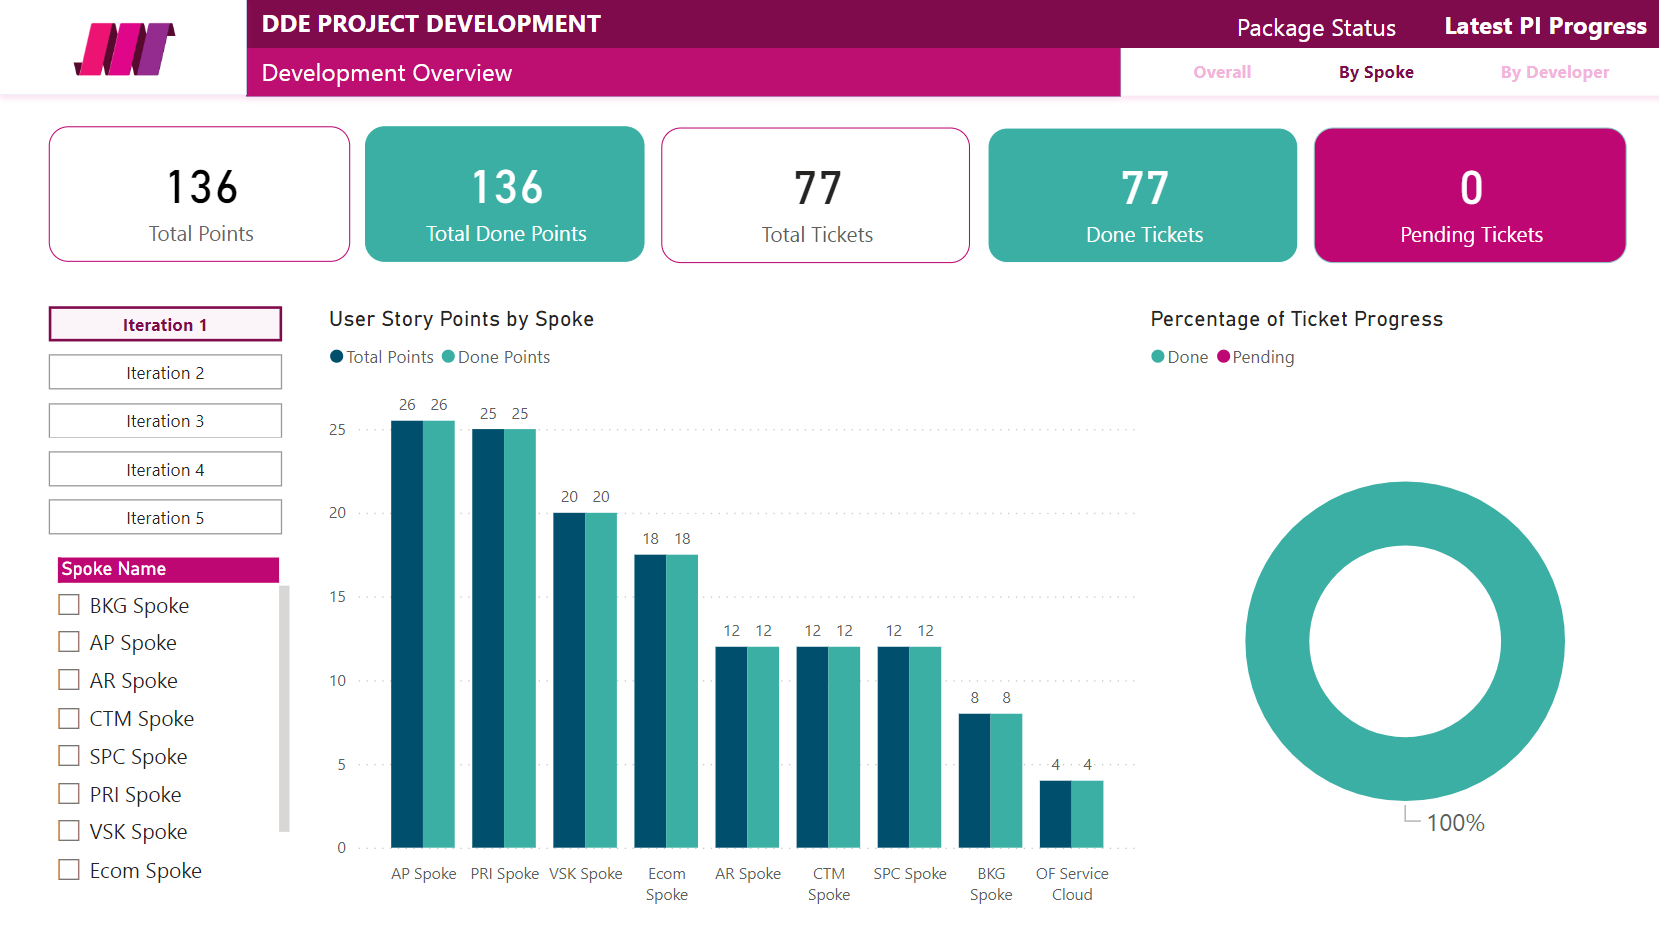 DDE PROJECT DEVELOPMENT
Package Status
Latest PI Progress
Development Overview
Overall
By Spoke
By Developer
136
Total Points
136
Total Done Points
77
Total Tickets
77
Done Tickets
0
Pending Tickets
Iteration 1
Iteration 2
Iteration 3
Iteration 4
Iteration 5
Spoke Name
BKG Spoke
AP Spoke
AR Spoke
CTM Spoke
SPC Spoke
PRI Spoke
VSK Spoke
Ecom Spoke
User Story Points by Spoke
Total Points Done Points
26 26
25 25
20 20
18 18
12 12
12 12
12 12
8 8
4 4
25
20
15
10
5
0
AP Spoke
PRI Spoke
VSK Spoke
Ecom
Spoke
AR Spoke
CTM
Spoke
SPC Spoke
BKG
Spoke
OF Service
Cloud
Percentage of Ticket Progress
Done Pending
100%